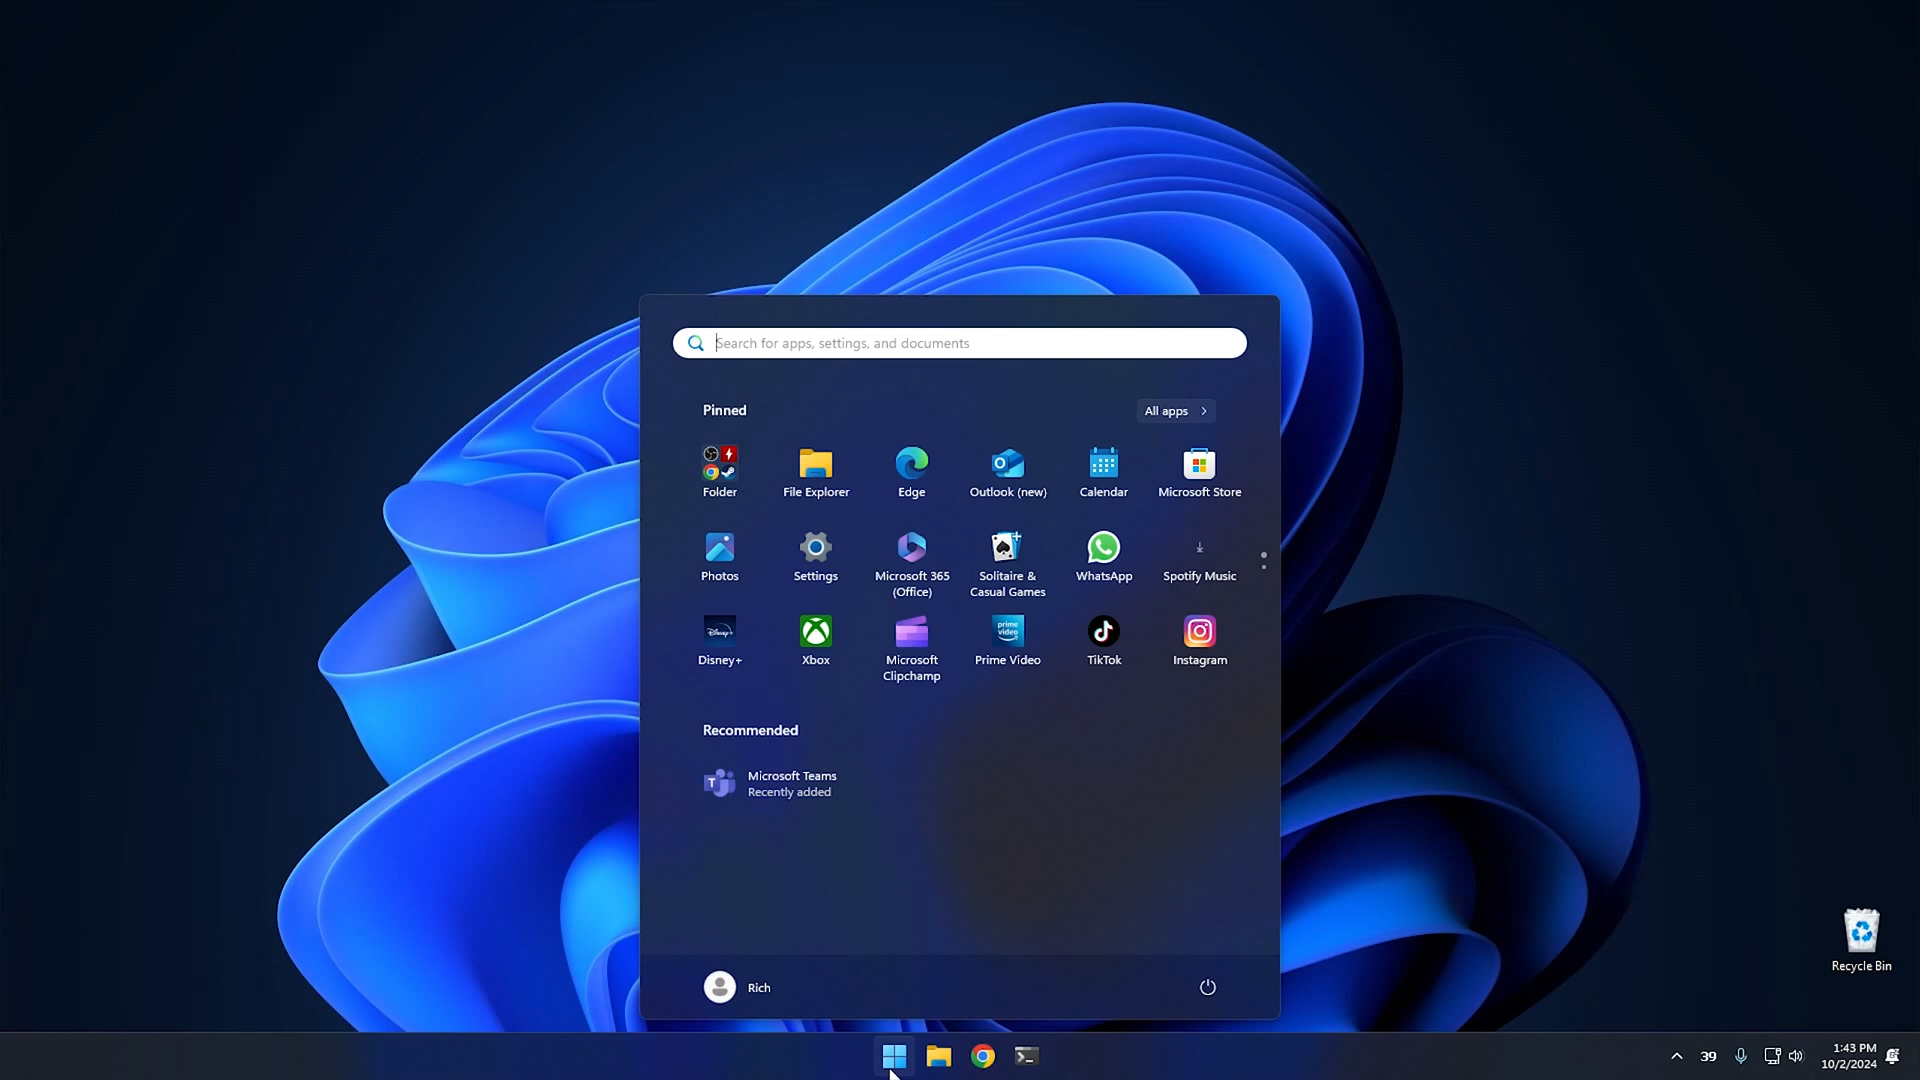 Search for apps, settings, and documents
Pinned
All apps
Folder
File Explorer
Edge
Outlook (new)
Calendar
Microsoft Store
Photos
Settings
Microsoft 365
(Office)
Solitaire &
Casual Games
WhatsApp
Spotify Music
Disney+
Xbox
Microsoft
Clipchamp
prime
video
Prime Video
TikTok
Instagram
Recommended
Microsoft Teams
Recently added
Rich
Recycle Bin
39
1:43 PM
10/2/2024